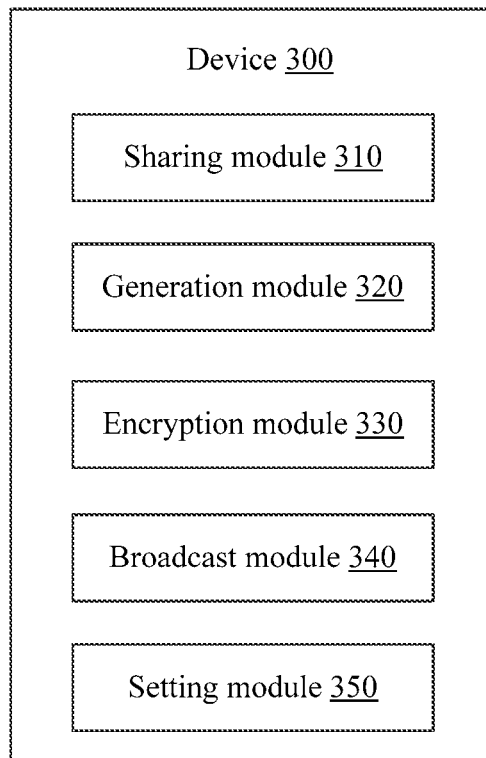 Device 300
Sharing module 310
Generation module 320
Encryption module 330
Broadcast module 340
Setting module 350